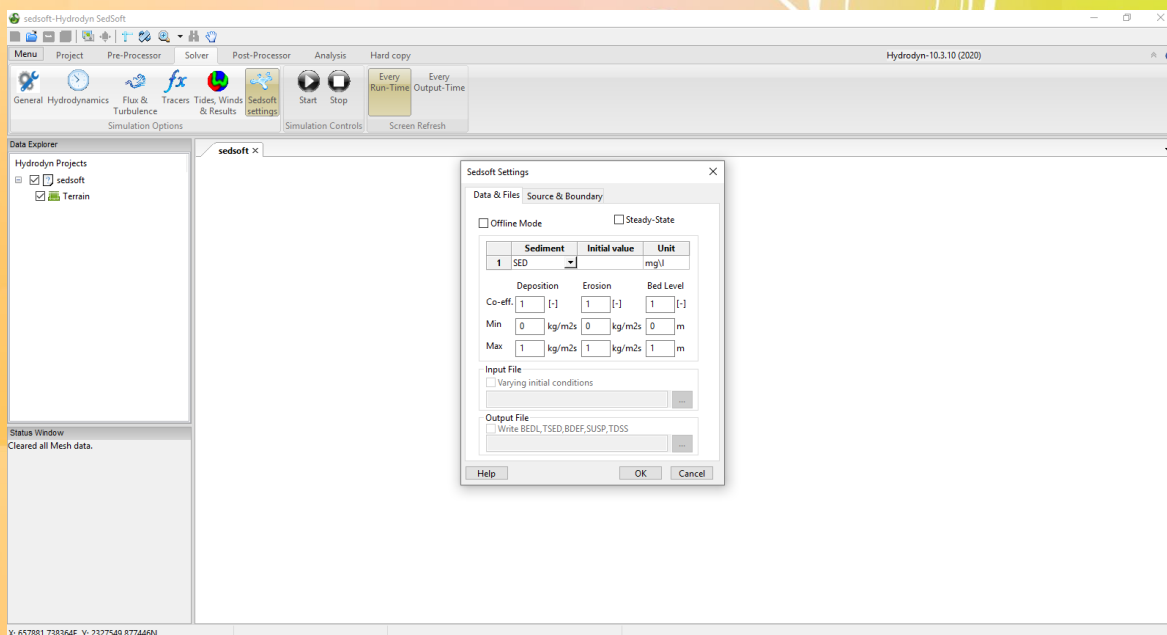 sedsoft-Hydrodyn SedSoft
Menu Project Pre-Processor Solver Post-Processor Analysis Hard copy Hydrodyn-10.3.10 (2020)
General Hydrodynamics Flux & Turbulence Tracers Tides, Winds & Results Sedsoft settings Start Stop Every Run-Time Every Output-Time
Simulation Options Simulation Controls Screen Refresh
Data Explorer
Hydrodyn Projects
sedsoft
Terrain
Status Window
Cleared all Mesh data.
sedsoft
Sedsoft Settings
Data & Files Source & Boundary
Offline Mode Steady-State
Sediment Initial value Unit
1 SED mg\l
Deposition Erosion Bed Level
Co-eff. 1 [-] 1 [-] 1 [-]
Min 0 kg/m2s 0 kg/m2s 0 m
Max 1 kg/m2s 1 kg/m2s 1 m
Input File
Varying initial conditions
...
Output File
Write BEDL,TSED,BDEF,SUSP,TDSS
...
Help OK Cancel
X: 657881.738364E Y: 2327549.877446N